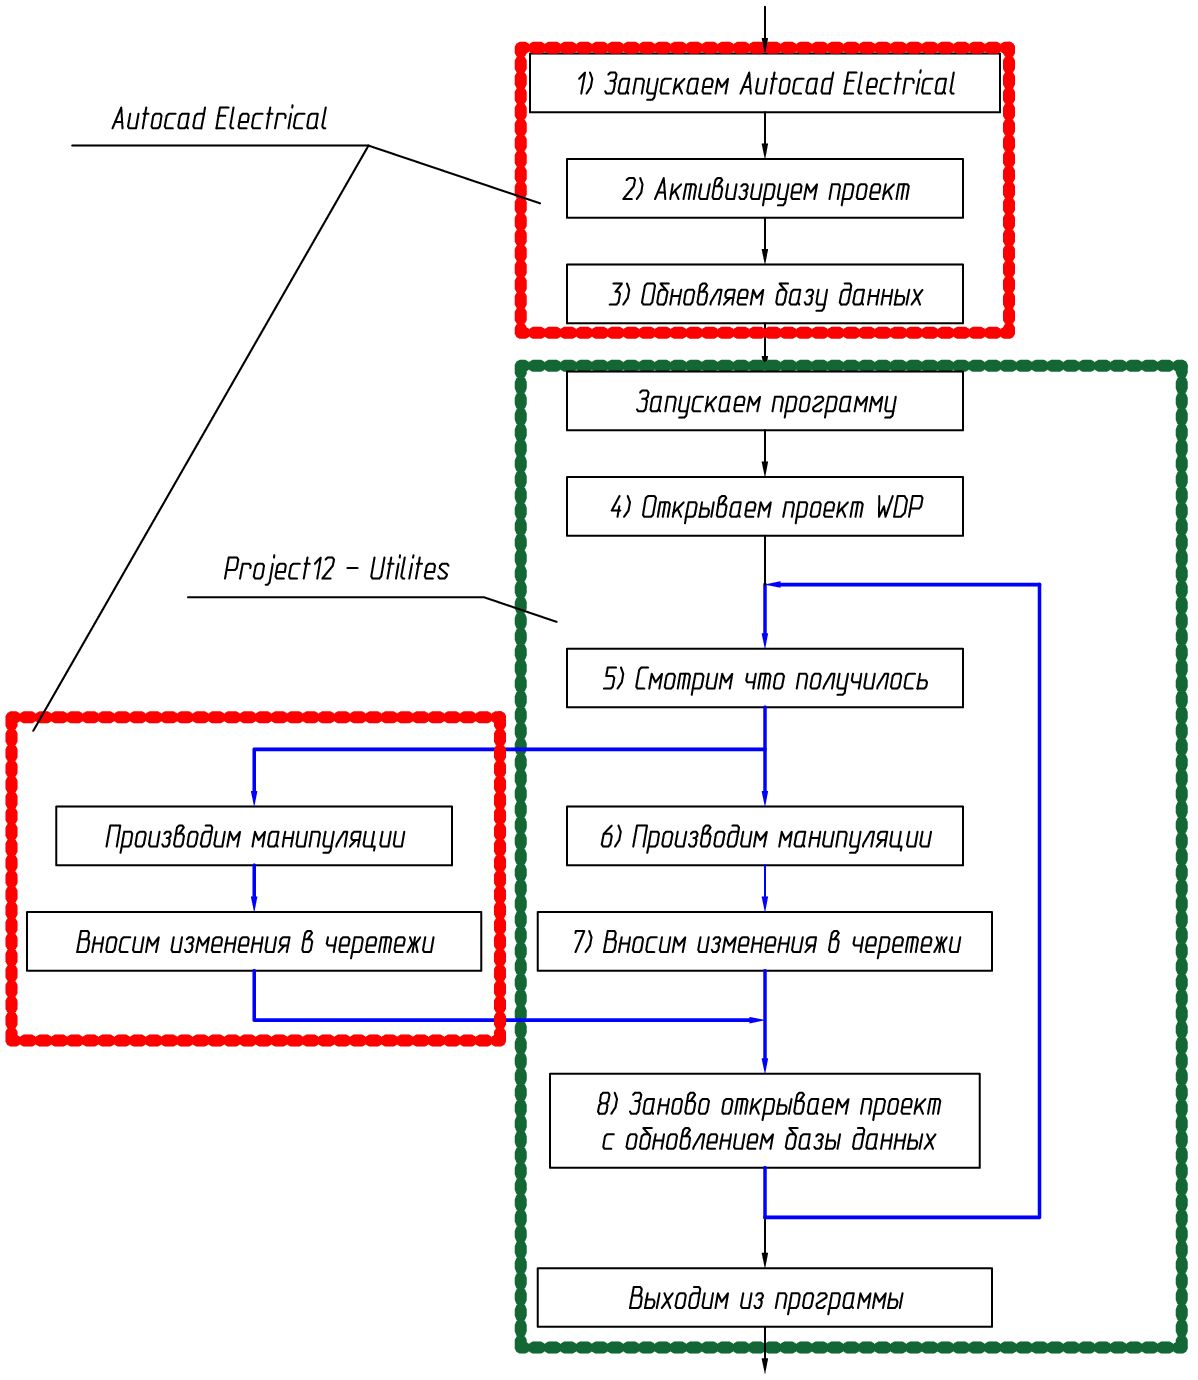 1) Запускаем Autocad Electrical
Autocad Electrical
2) Активизируем проект
3) Обновляем базу данных
Запускаем программу
4) Открываем проект WDP
Project12 - Utilites
5) Смотрим что получилось
Производим манипуляции
6) Производим манипуляции
Вносим изменения в черетежи
7) Вносим изменения в черетежи
8) Заново открываем проект
с обновлением базы данных
Выходим из программы